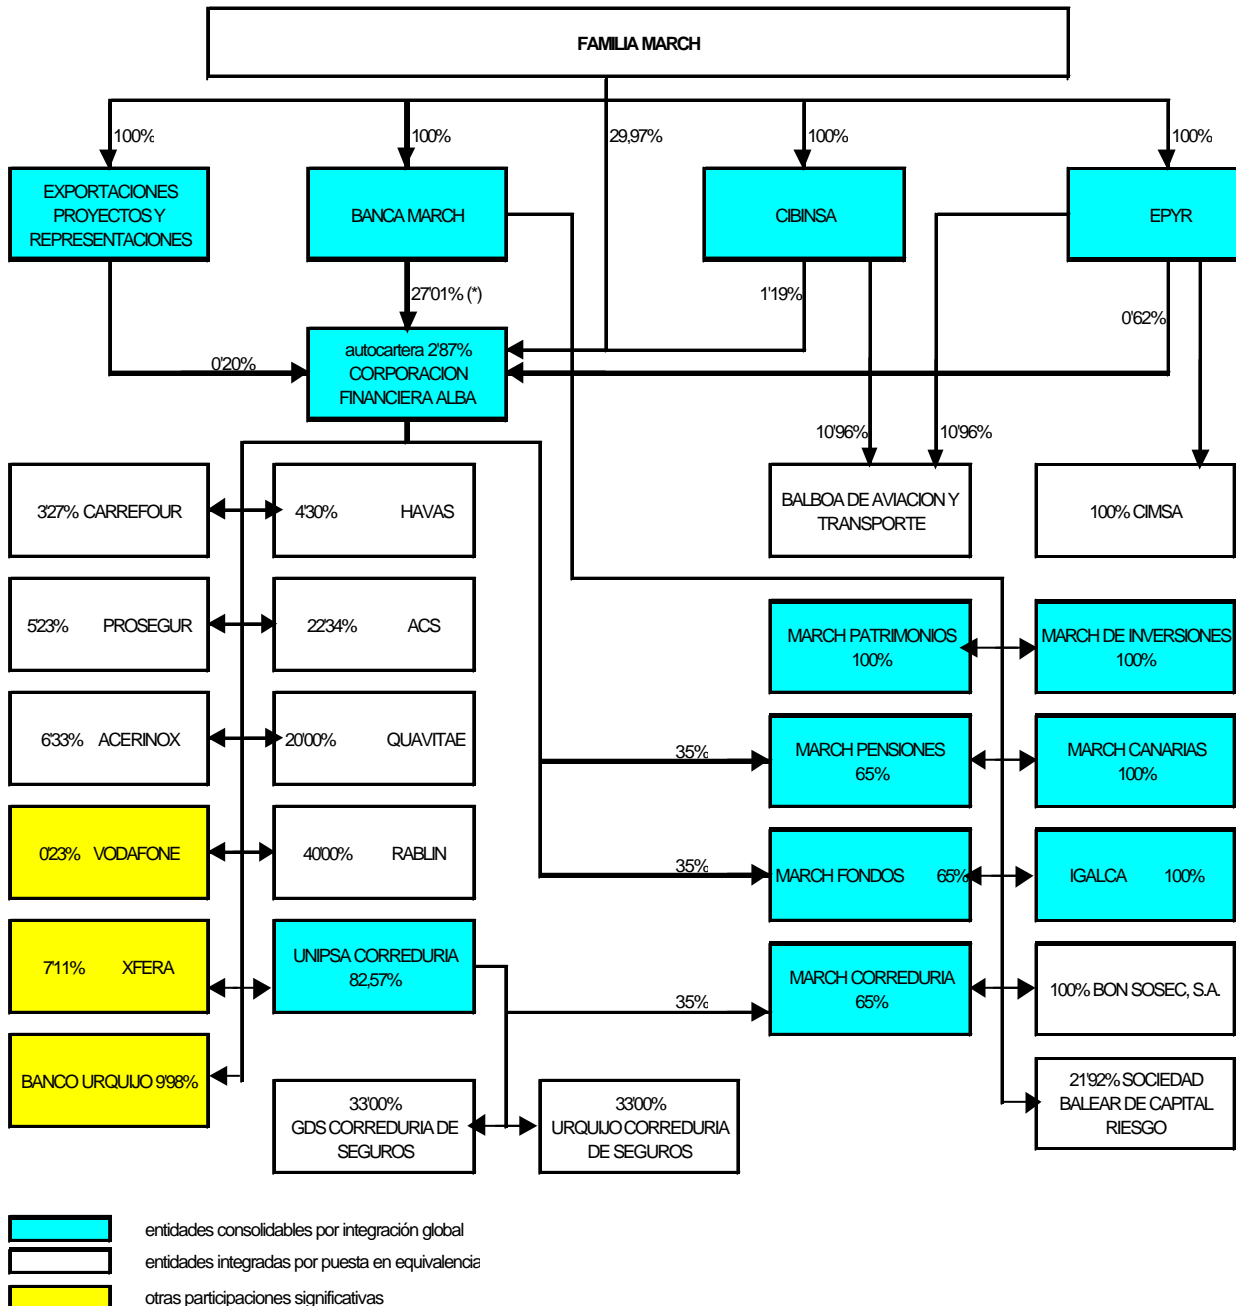 FAMILIA MARCH
100%
100%
29,97%
100%
100%
EXPORTACIONES
PROYECTOS Y
REPRESENTACIONES
BANCA MARCH
CIBINSA
EPYR
27'01% (*)
1'19%
0'62%
0'20%
autocartera 2'87%
CORPORACION
FINANCIERA ALBA
10'96%
10'96%
3'27% CARREFOUR
4'30% HAVAS
BALBOA DE AVIACION Y
TRANSPORTE
100% CIMSA
5'23% PROSEGUR
22'34% ACS
MARCH PATRIMONIOS
100%
MARCH DE INVERSIONES
100%
6'33% ACERINOX
20'00% QUAVITAE
35%
MARCH PENSIONES
65%
MARCH CANARIAS
100%
0'23% VODAFONE
40'00% RABLIN
35%
MARCH FONDOS 65%
IGALCA 100%
7'11% XFERA
UNIPSA CORREDURIA
82,57%
35%
MARCH CORREDURIA
65%
100% BON SOSEC, S.A.
BANCO URQUIJO 9'98%
33'00%
GDS CORREDURIA DE
SEGUROS
33'00%
URQUIJO CORREDURIA
DE SEGUROS
21'92% SOCIEDAD
BALEAR DE CAPITAL
RIESGO
entidades consolidables por integración global
entidades integradas por puesta en equivalencia
otras participaciones significativas